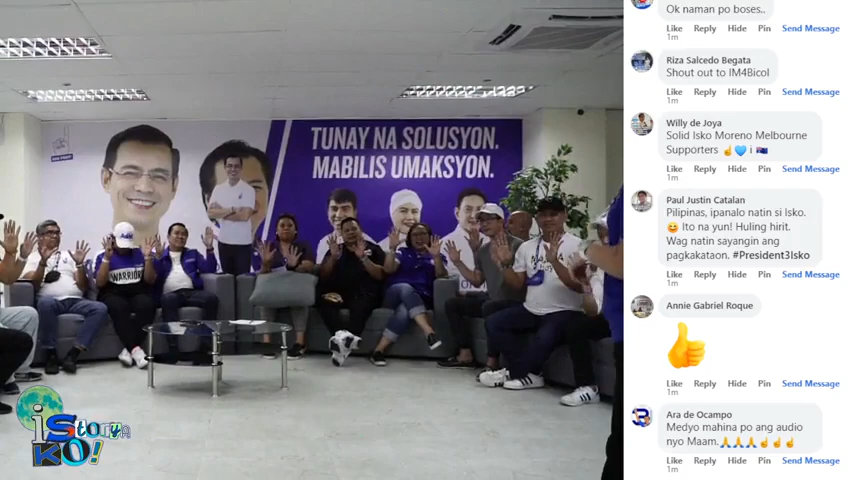 TUNAY NA SOLUSYON.
MABILIS UMAKSYON.
WARRIOR
iStorya
KO!
Ok naman po boses..
Like Reply Hide Pin Send Message
1m
Riza Salcedo Begata
Shout out to IM4Bicol
Like Reply Hide Pin Send Message
1m
Willy de Joya
Solid Isko Moreno Melbourne
Supporters ☝️💙 i 🇦🇺
Like Reply Hide Pin Send Message
1m
Paul Justin Catalan
Pilipinas, ipanalo natin si Isko.
😅 Ito na yun! Huling hirit.
Wag natin sayangin ang
pagkakataon. #President3Isko
Like Reply Hide Pin Send Message
1m
Annie Gabriel Roque
Like Reply Hide Pin Send Message
1m
Ara de Ocampo
Medyo mahina po ang audio
nyo Maam.🙏🙏🙏☝️☝️☝️
Like Reply Hide Pin Send Message
1m